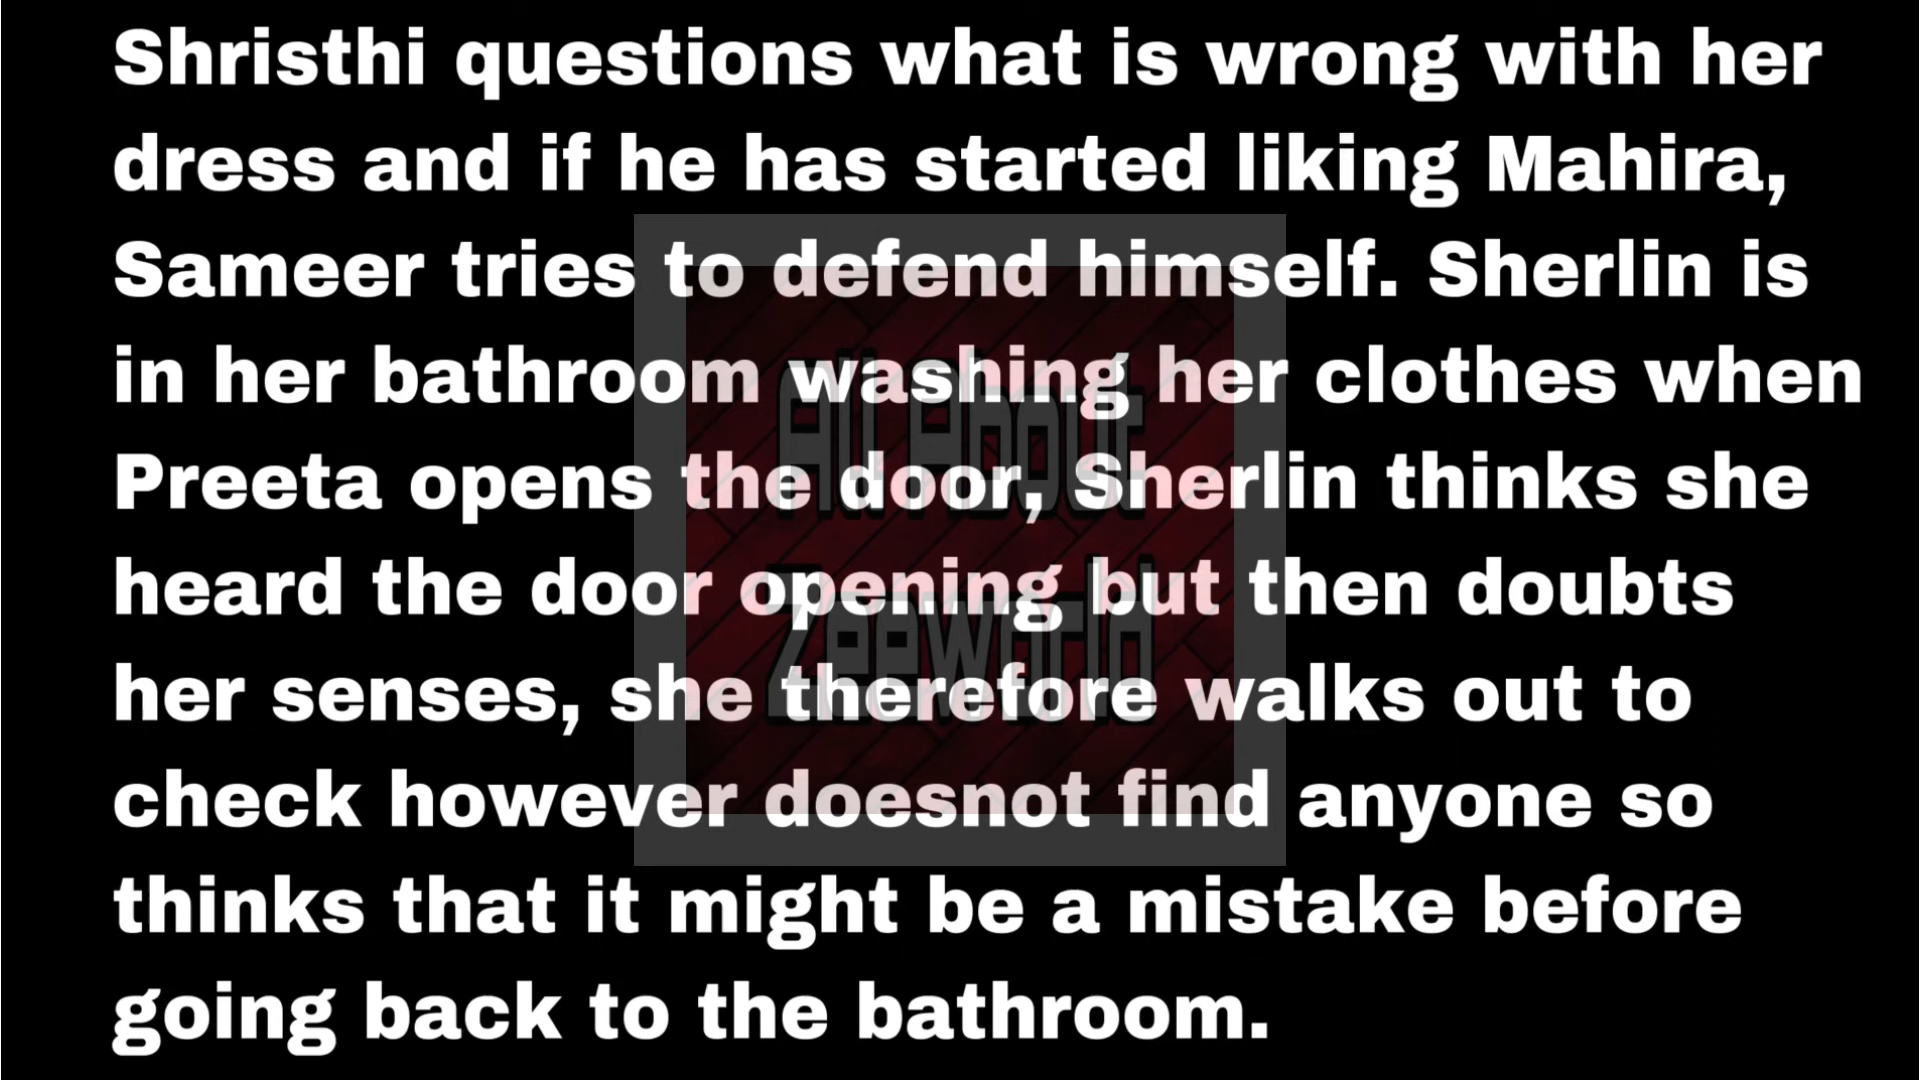 Shristhi questions what is wrong with her
dress and if he has started liking Mahira,
Sameer tries to defend himself. Sherlin is
in her bathroom washing her clothes when
Preeta opens the door, Sherlin thinks she
heard the door opening but then doubts
her senses, she therefore walks out to
check however doesnot find anyone so
thinks that it might be a mistake before
going back to the bathroom.
All About
Zeeworld